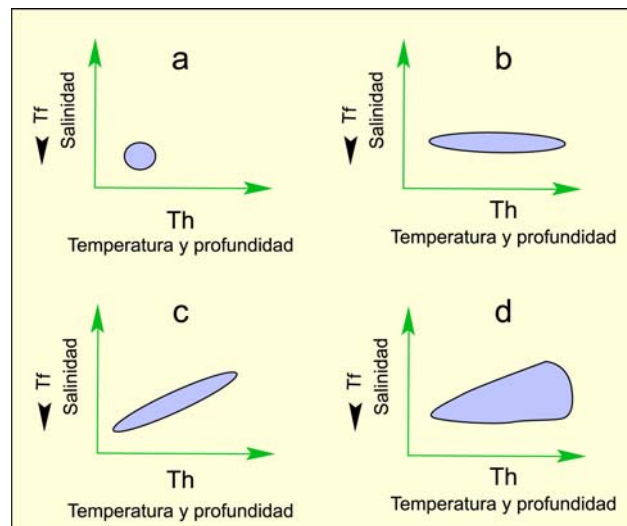 a
Tf
Salinidad
Th
Temperatura y profundidad
b
Tf
Salinidad
Th
Temperatura y profundidad
c
Tf
Salinidad
Th
Temperatura y profundidad
d
Tf
Salinidad
Th
Temperatura y profundidad